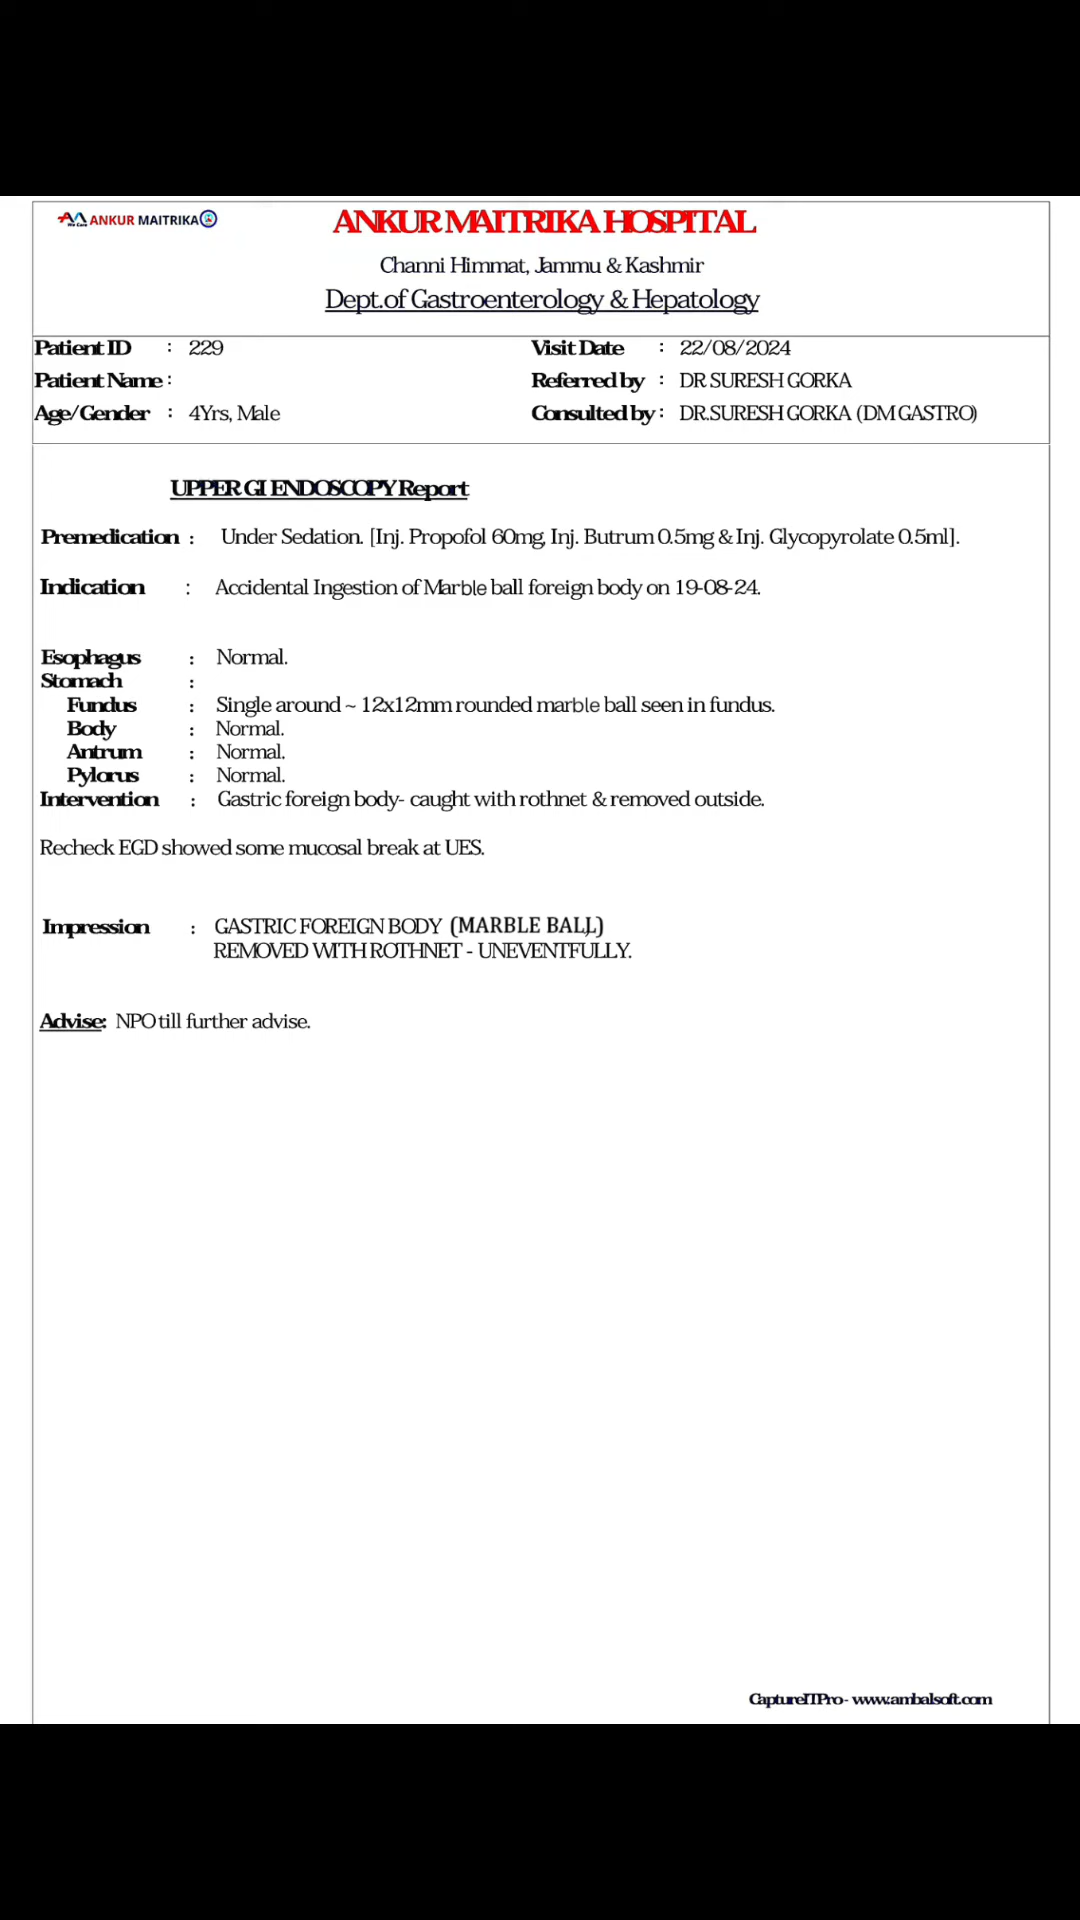 We Care ANKUR MAITRIKA
ANKUR MAITRIKA HOSPITAL
Channi Himmat, Jammu & Kashmir
Dept.of Gastroenterology & Hepatology
Patient ID : 229 Visit Date : 22/08/2024
Patient Name : Referred by : DR SURESH GORKA
Age/Gender : 4Yrs, Male Consulted by : DR.SURESH GORKA (DM GASTRO)
UPPER GI ENDOSCOPY Report
Premedication : Under Sedation. [Inj. Propofol 60mg, Inj. Butrum 0.5mg & Inj. Glycopyrolate 0.5ml].
Indication : Accidental Ingestion of Marble ball foreign body on 19-08-24.
Esophagus : Normal.
Stomach :
Fundus : Single around ~ 12x12mm rounded marble ball seen in fundus.
Body : Normal.
Antrum : Normal.
Pylorus : Normal.
Intervention : Gastric foreign body- caught with rothnet & removed outside.
Recheck EGD showed some mucosal break at UES.
Impression : GASTRIC FOREIGN BODY (MARBLE BALL)
REMOVED WITH ROTHNET - UNEVENTFULLY.
Advise: NPO till further advise.
CaptureITPro - www.ambalsoft.com